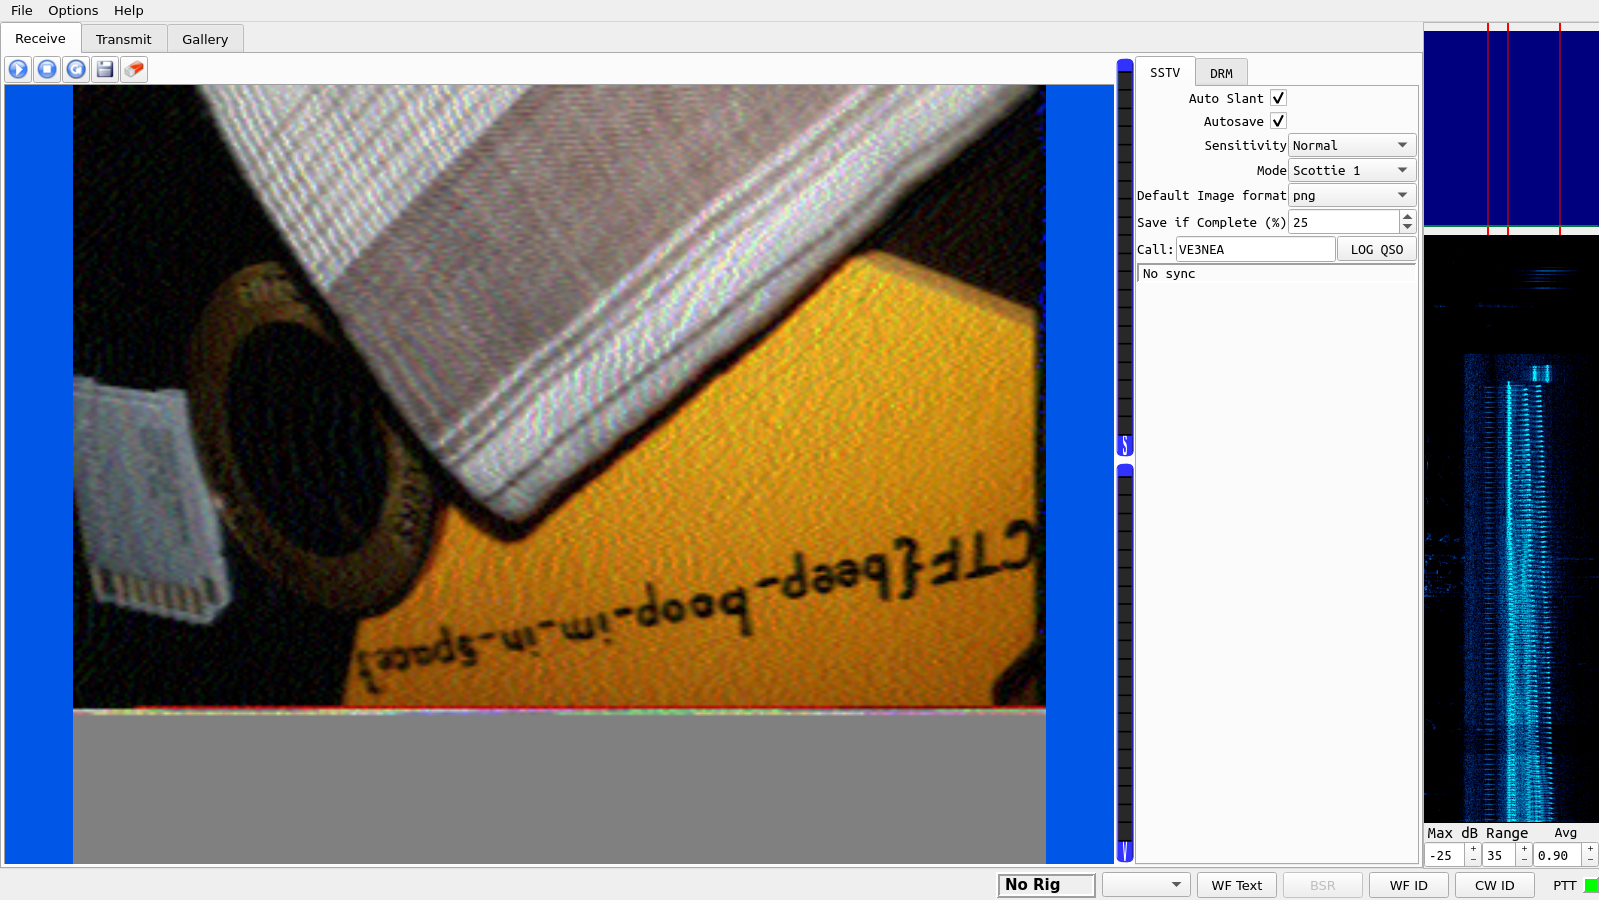 File Options Help
Receive Transmit Gallery
SSTV DRM
Auto Slant
Autosave
Sensitivity Normal
Mode Scottie 1
Default Image format png
Save if Complete (%) 25
Call: VE3NEA LOG QSO
No sync
S
V
CTF{beep-boop-im-in-space}
Max dB Range Avg
-25 + - 35 + - 0.90 + -
No Rig WF Text BSR WF ID CW ID PTT